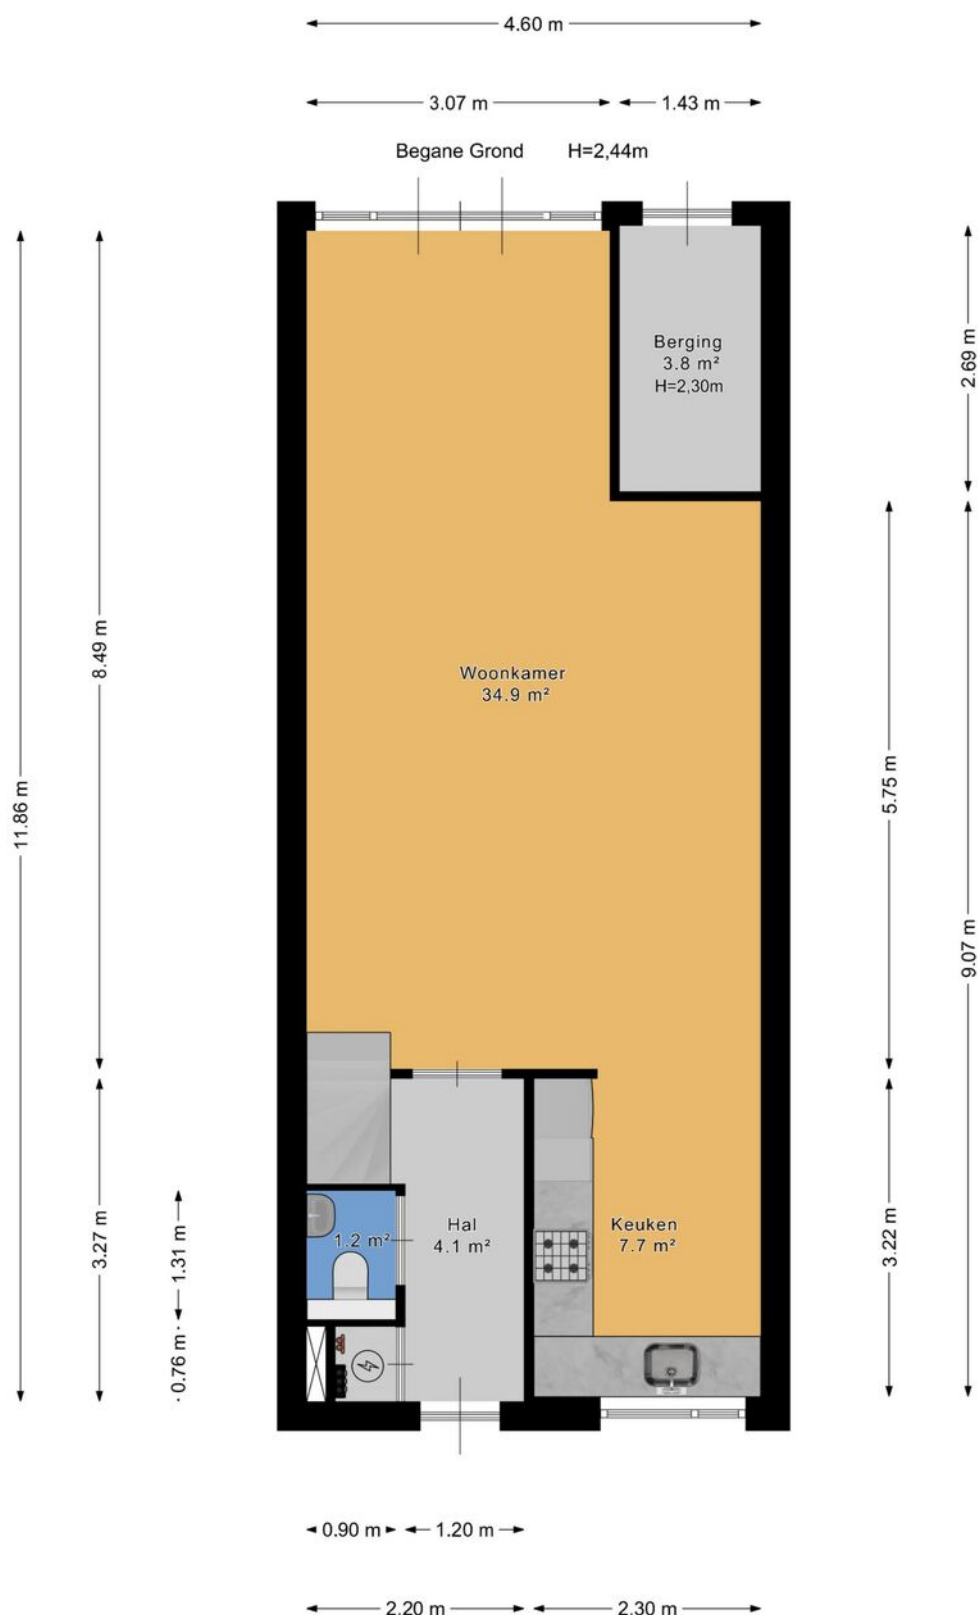 4.60 m
3.07 m
1.43 m
Begane Grond H=2,44m
Berging
3.8 m²
H=2,30m
2.69 m
8.49 m
Woonkamer
34.9 m²
11.86 m
5.75 m
9.07 m
3.27 m
1.31 m
0.76 m
1.2 m²
Hal
4.1 m²
Keuken
7.7 m²
3.22 m
0.90 m
1.20 m
2.20 m
2.30 m